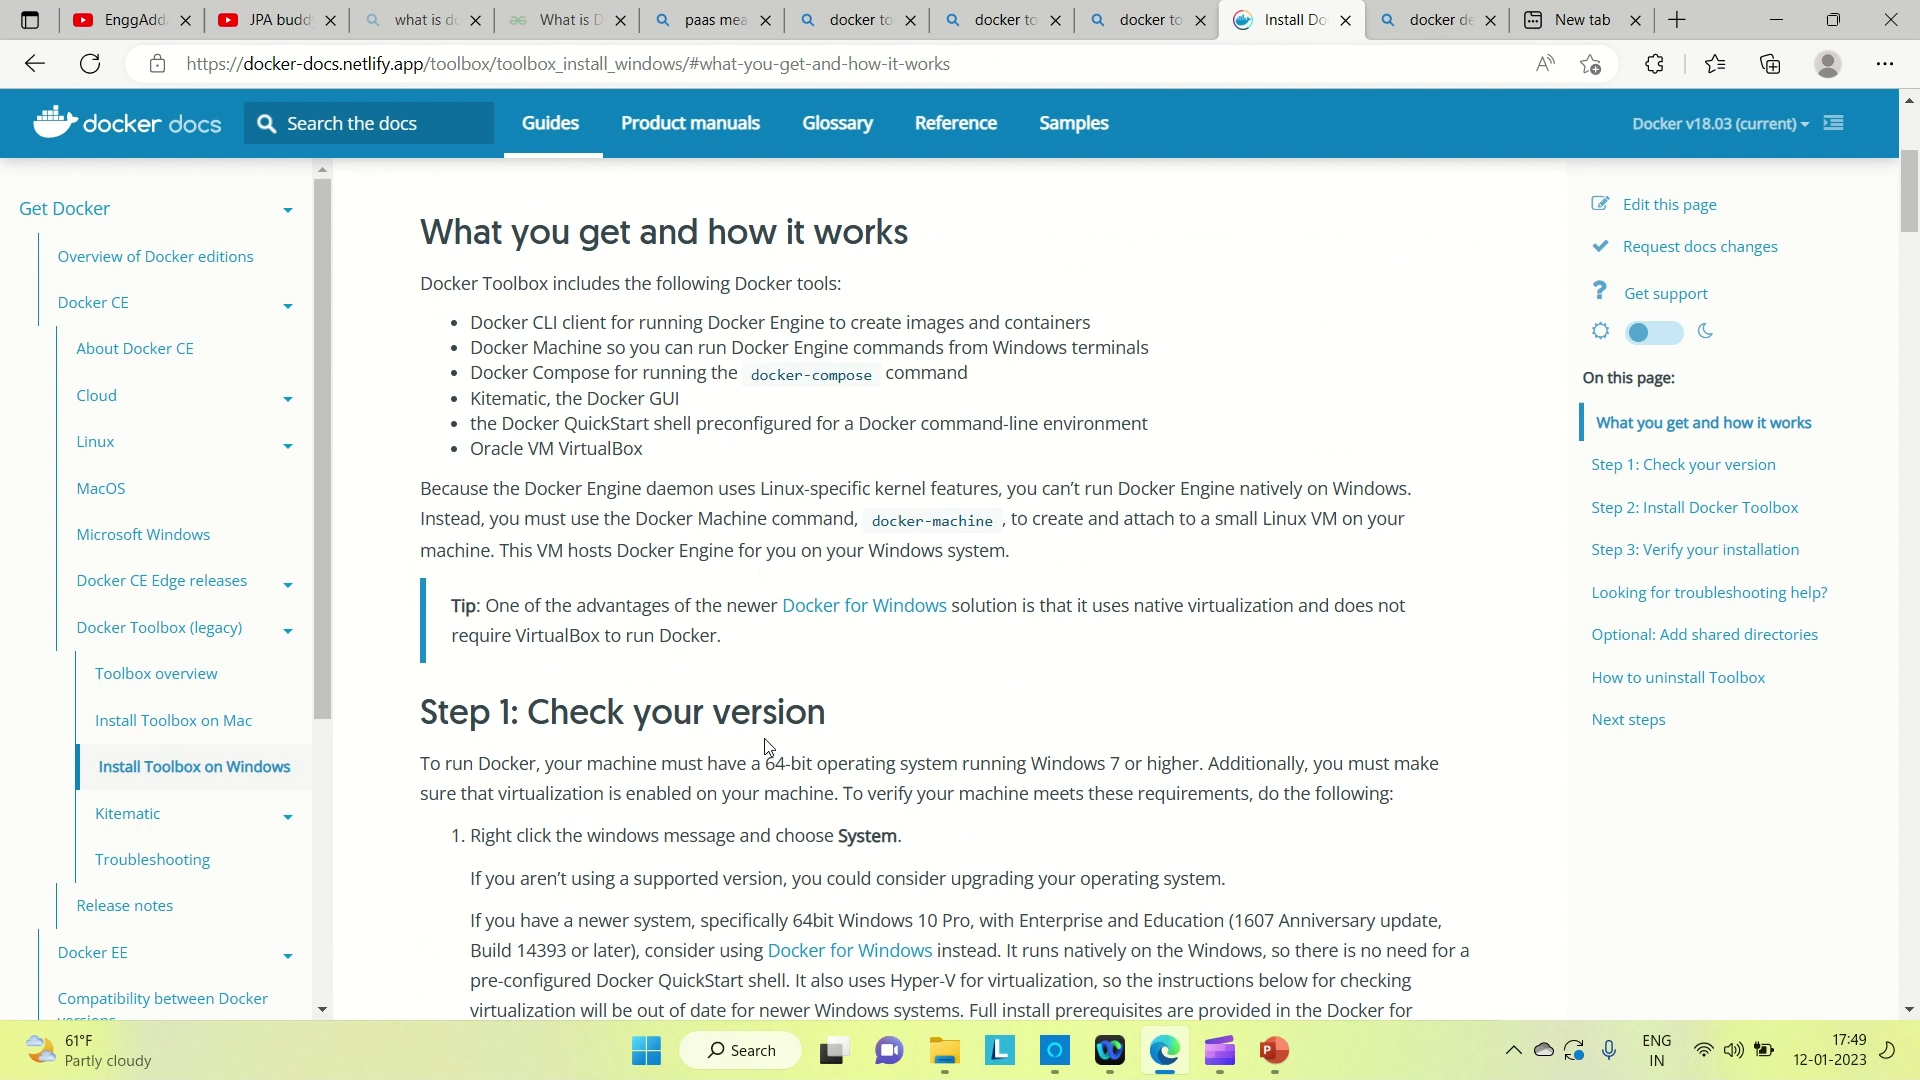 EnggAdd
JPA budd
what is do
What is D
paas mea
docker to
docker to
docker to
Install Do
docker de
New tab
https://docker-docs.netlify.app/toolbox/toolbox_install_windows/#what-you-get-and-how-it-works
docker docs
Search the docs
Guides
Product manuals
Glossary
Reference
Samples
Docker v18.03 (current)
Get Docker
Overview of Docker editions
Docker CE
About Docker CE
Cloud
Linux
MacOS
Microsoft Windows
Docker CE Edge releases
Docker Toolbox (legacy)
Toolbox overview
Install Toolbox on Mac
Install Toolbox on Windows
Kitematic
Troubleshooting
Release notes
Docker EE
Compatibility between Docker
versions
What you get and how it works
Docker Toolbox includes the following Docker tools:
• Docker CLI client for running Docker Engine to create images and containers
• Docker Machine so you can run Docker Engine commands from Windows terminals
• Docker Compose for running the docker-compose command
• Kitematic, the Docker GUI
• the Docker QuickStart shell preconfigured for a Docker command-line environment
• Oracle VM VirtualBox
Because the Docker Engine daemon uses Linux-specific kernel features, you can't run Docker Engine natively on Windows.
Instead, you must use the Docker Machine command, docker-machine , to create and attach to a small Linux VM on your
machine. This VM hosts Docker Engine for you on your Windows system.
Tip: One of the advantages of the newer Docker for Windows solution is that it uses native virtualization and does not
require VirtualBox to run Docker.
Step 1: Check your version
To run Docker, your machine must have a 64-bit operating system running Windows 7 or higher. Additionally, you must make
sure that virtualization is enabled on your machine. To verify your machine meets these requirements, do the following:
1. Right click the windows message and choose System.
If you aren't using a supported version, you could consider upgrading your operating system.
If you have a newer system, specifically 64bit Windows 10 Pro, with Enterprise and Education (1607 Anniversary update,
Build 14393 or later), consider using Docker for Windows instead. It runs natively on the Windows, so there is no need for a
pre-configured Docker QuickStart shell. It also uses Hyper-V for virtualization, so the instructions below for checking
virtualization will be out of date for newer Windows systems. Full install prerequisites are provided in the Docker for
Edit this page
Request docs changes
Get support
On this page:
What you get and how it works
Step 1: Check your version
Step 2: Install Docker Toolbox
Step 3: Verify your installation
Looking for troubleshooting help?
Optional: Add shared directories
How to uninstall Toolbox
Next steps
61°F
Partly cloudy
Search
ENG
IN
17:49
12-01-2023